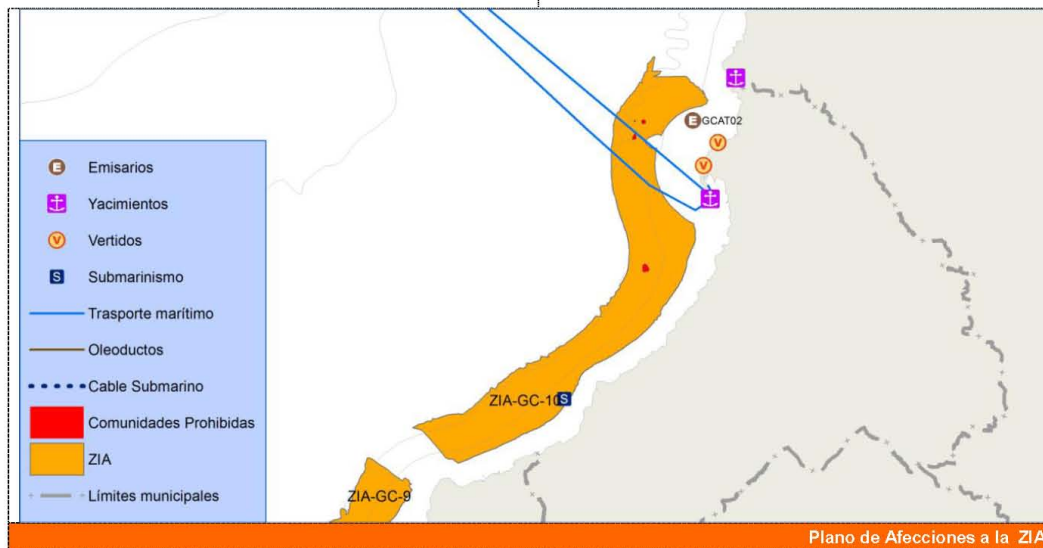 E
GCAT02
V
V
E Emisarios
Yacimientos
V Vertidos
S Submarinismo
Trasporte marítimo
Oleoductos
Cable Submarino
Comunidades Prohibidas
ZIA
Límites municipales
ZIA-GC-10
S
ZIA-GC-9
Plano de Afecciones a la ZIA